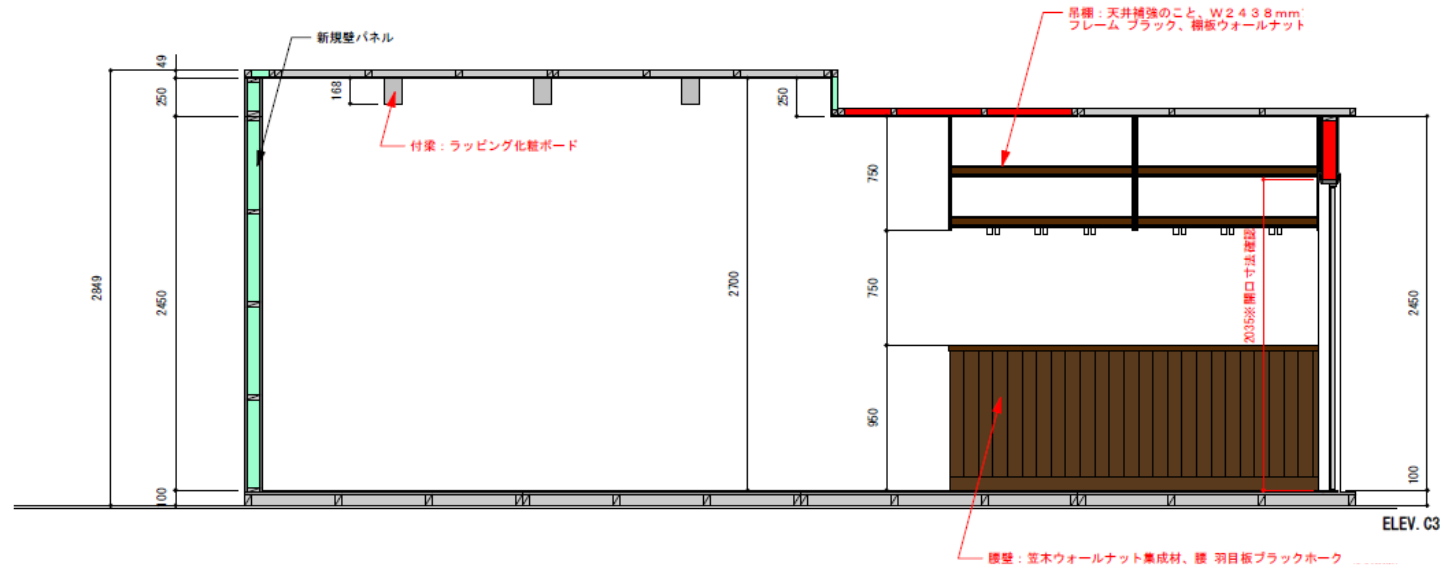 吊棚：天井補強のこと、W2438mm
フレーム ブラック、棚板ウォールナット
新規壁パネル
49
250
168
250
付梁：ラッピング化粧ボード
750
2035※開口寸法確認
2849
2450
2700
750
2450
950
100
100
ELEV. C3
腰壁：笠木ウォールナット集成材、腰 羽目板ブラックホーク